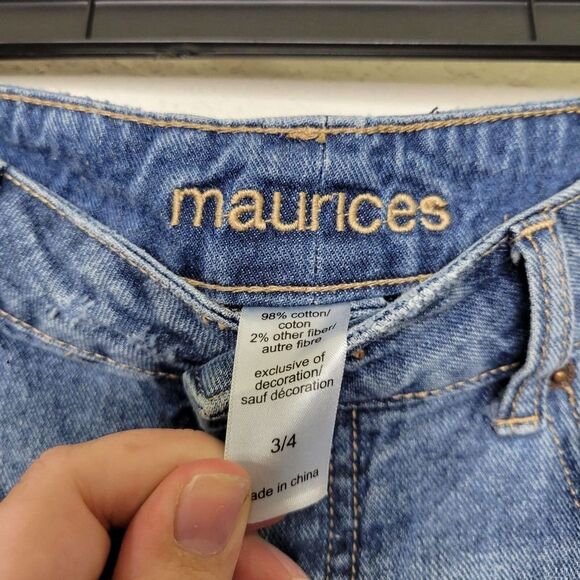 maurices
98% cotton/
coton
2% other fiber/
autre fibre
exclusive of
decoration/
sauf décoration
3/4
ade in china